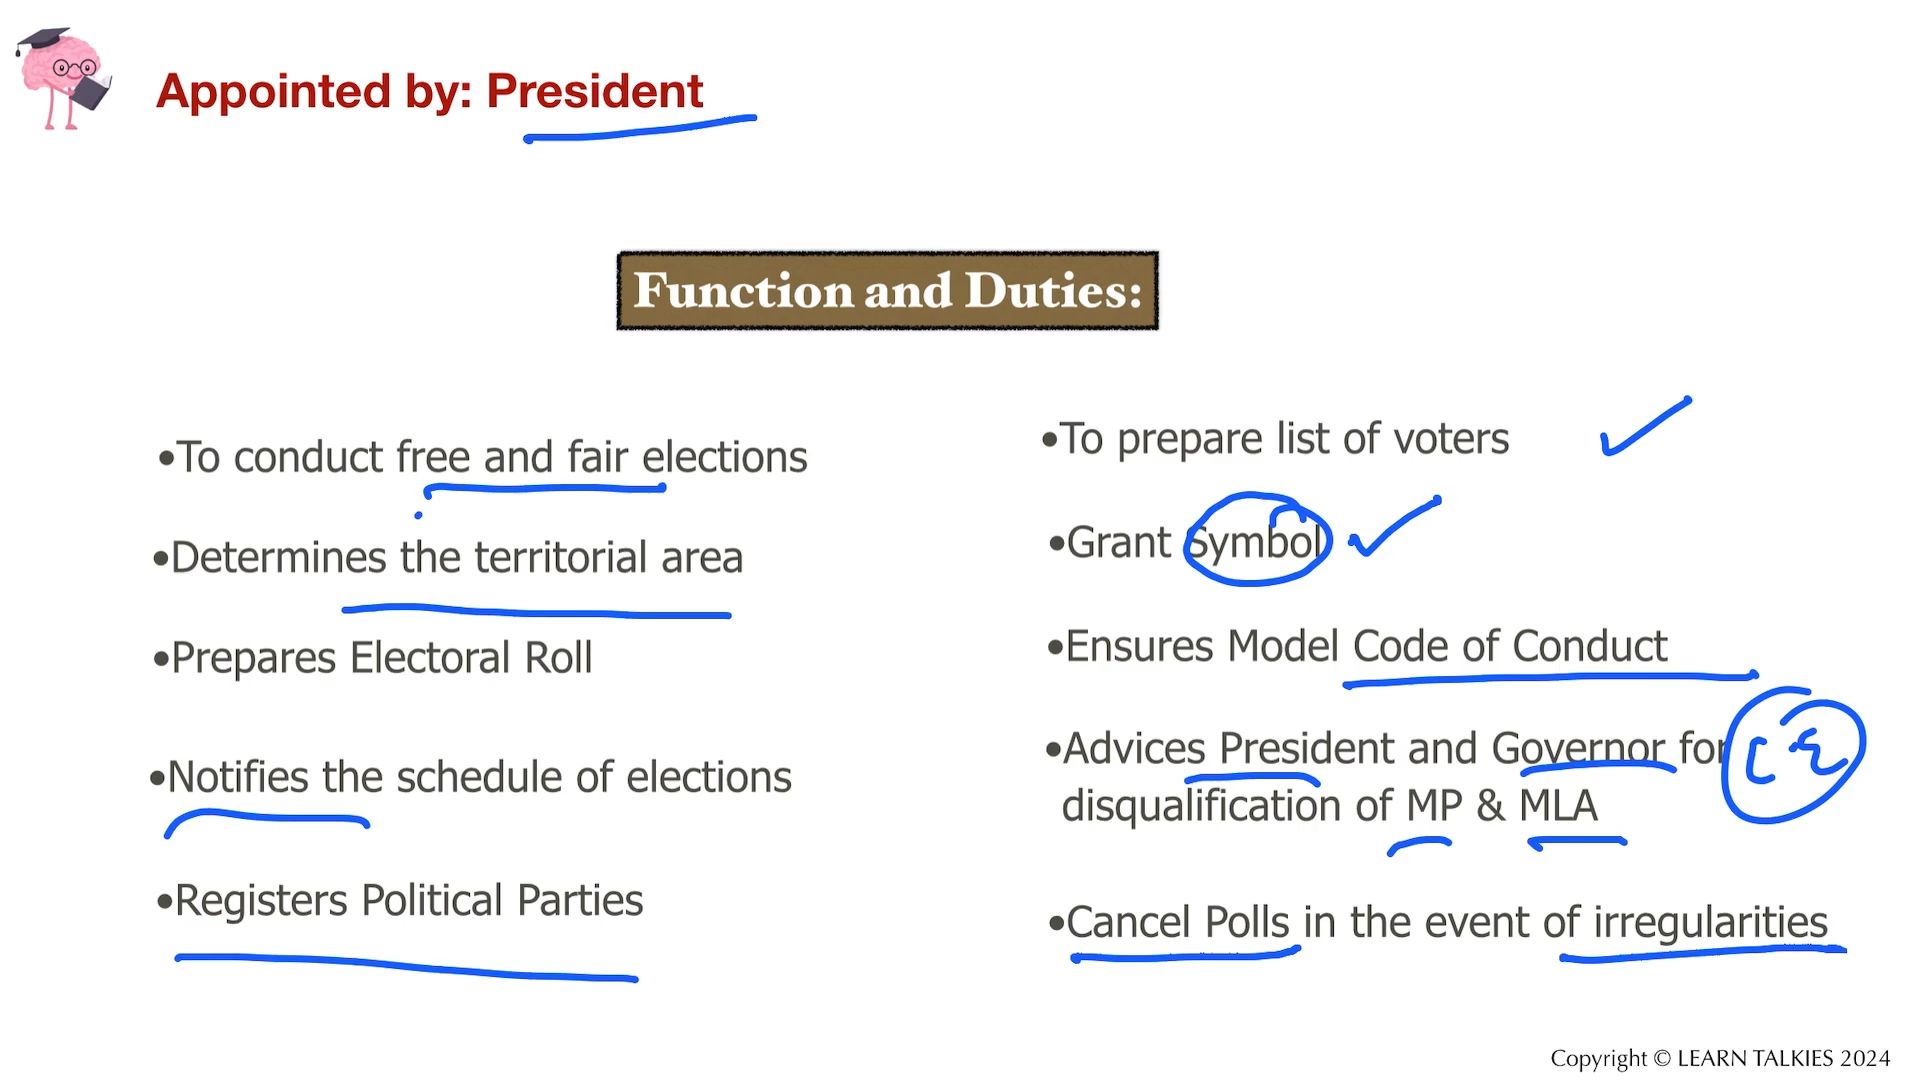 Appointed by: President
Function and Duties:
•To conduct free and fair elections
•Determines the territorial area
•Prepares Electoral Roll
•Notifies the schedule of elections
•Registers Political Parties
•To prepare list of voters
•Grant Symbol
•Ensures Model Code of Conduct
•Advices President and Governor for
disqualification of MP & MLA
•Cancel Polls in the event of irregularities
Copyright © LEARN TALKIES 2024